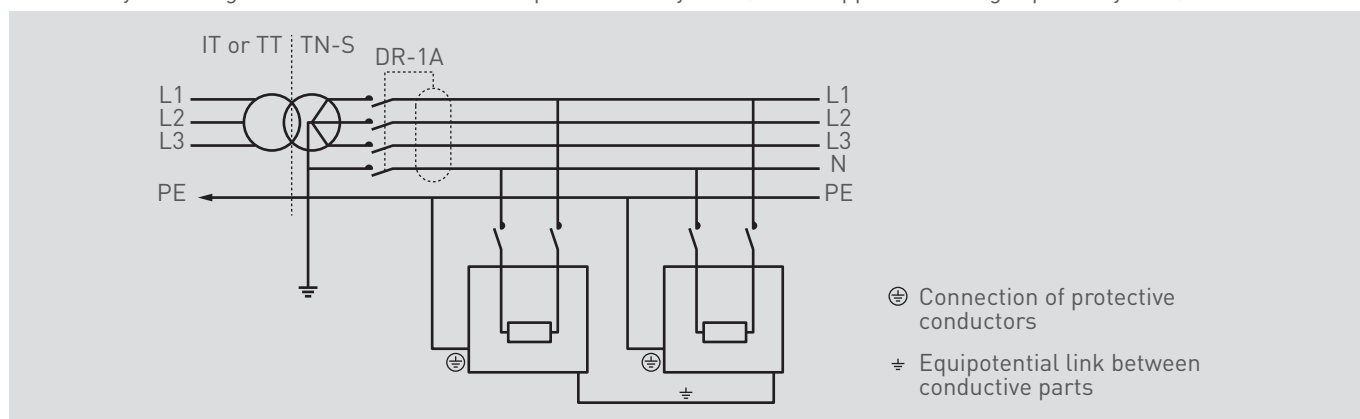 IT or TT TN-S
DR-1A
L1 L1
L2 L2
L3 L3
N
PE PE
Connection of protective
conductors
Equipotential link between
conductive parts